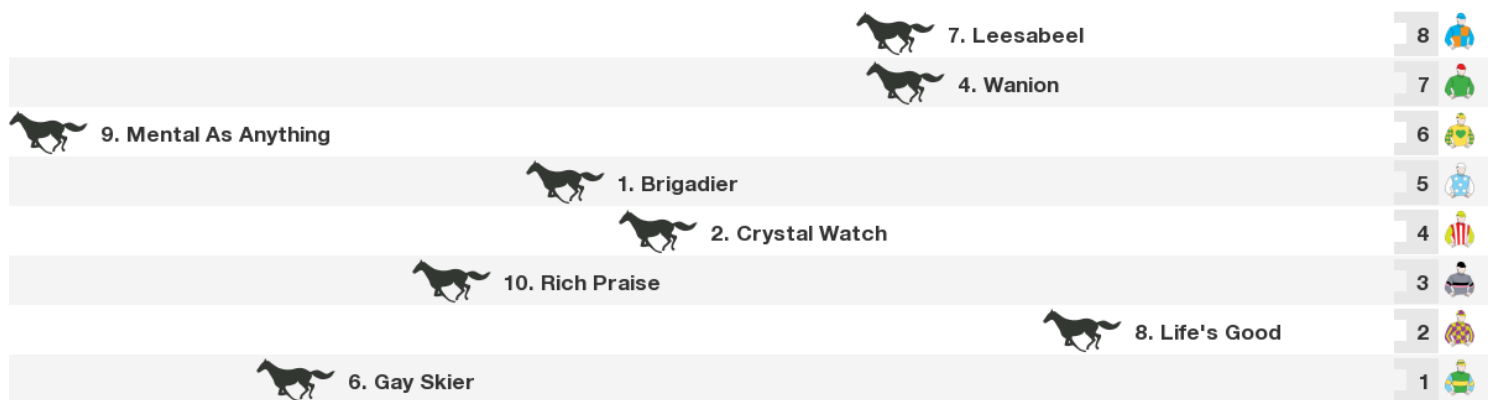 7. Leesabeel 8
4. Wanion 7
9. Mental As Anything 6
1. Brigadier 5
2. Crystal Watch 4
10. Rich Praise 3
8. Life's Good 2
6. Gay Skier 1